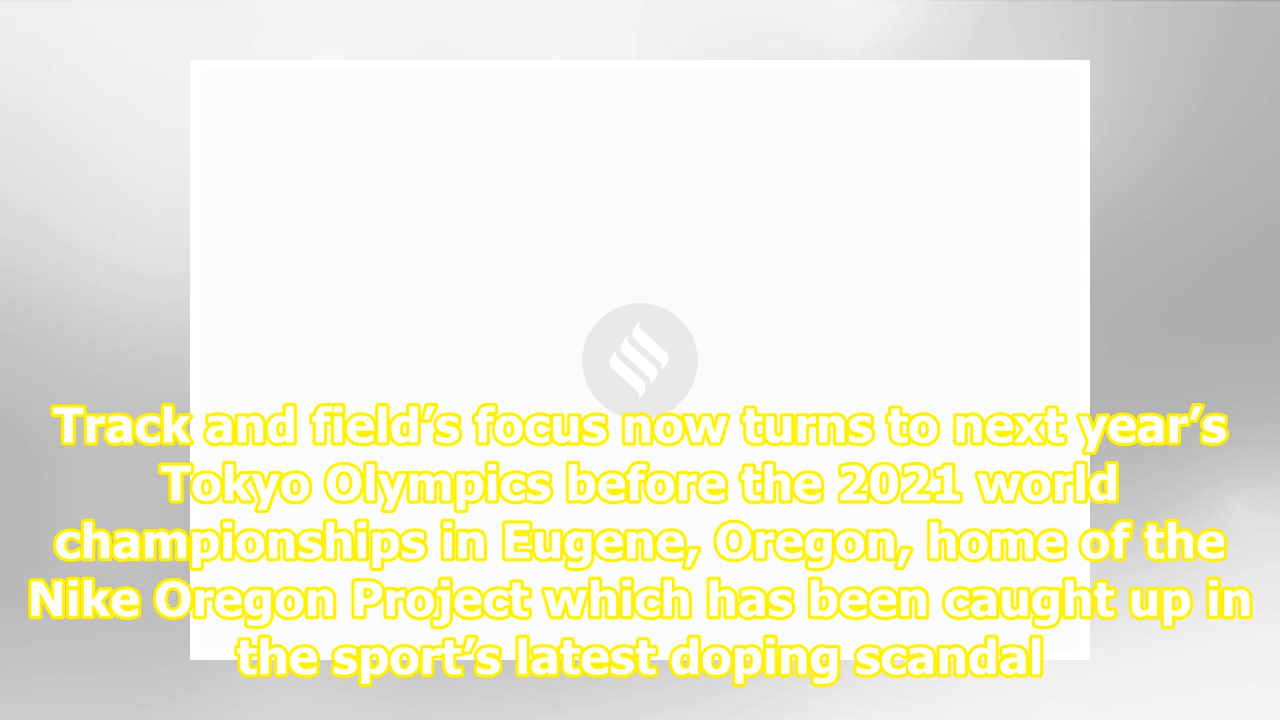 Track and field’s focus now turns to next year’s
Tokyo Olympics before the 2021 world
championships in Eugene, Oregon, home of the
Nike Oregon Project which has been caught up in
the sport’s latest doping scandal